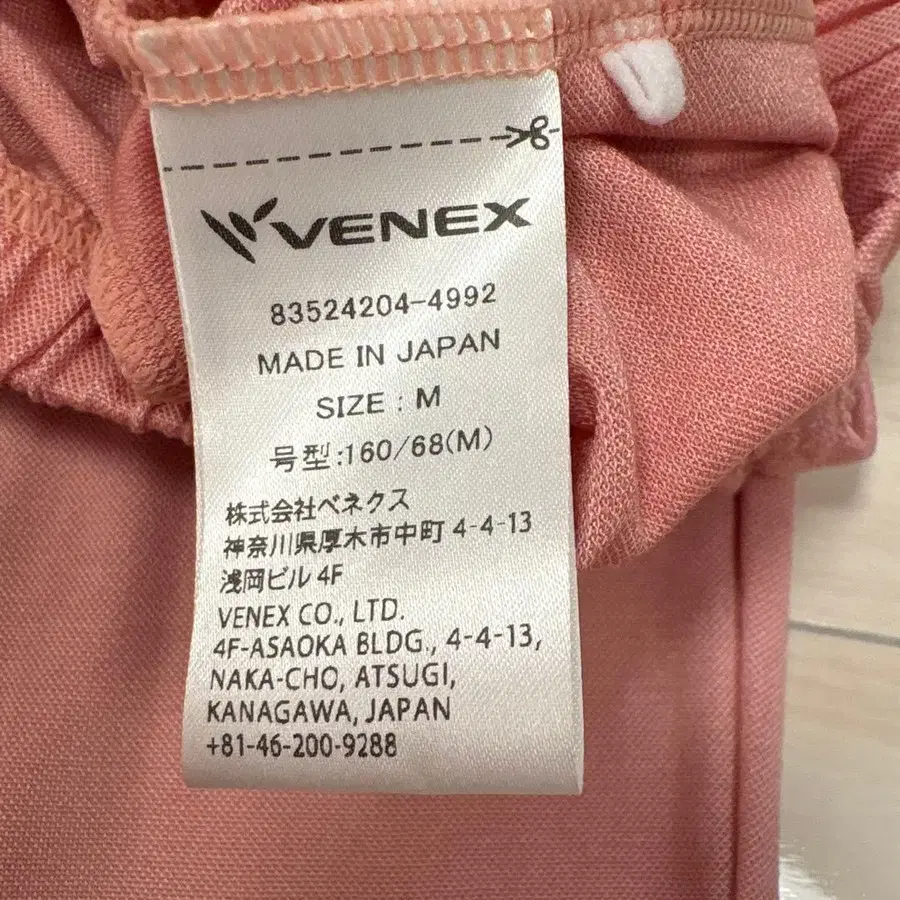 VENEX
83524204-4992
MADE IN JAPAN
SIZE : M
号型:160/68(M)
株式会社ベネクス
神奈川県厚木市中町 4-4-13
浅岡ビル 4F
VENEX CO., LTD.
4F-ASAOKA BLDG., 4-4-13,
NAKA-CHO, ATSUGI,
KANAGAWA, JAPAN
+81-46-200-9288